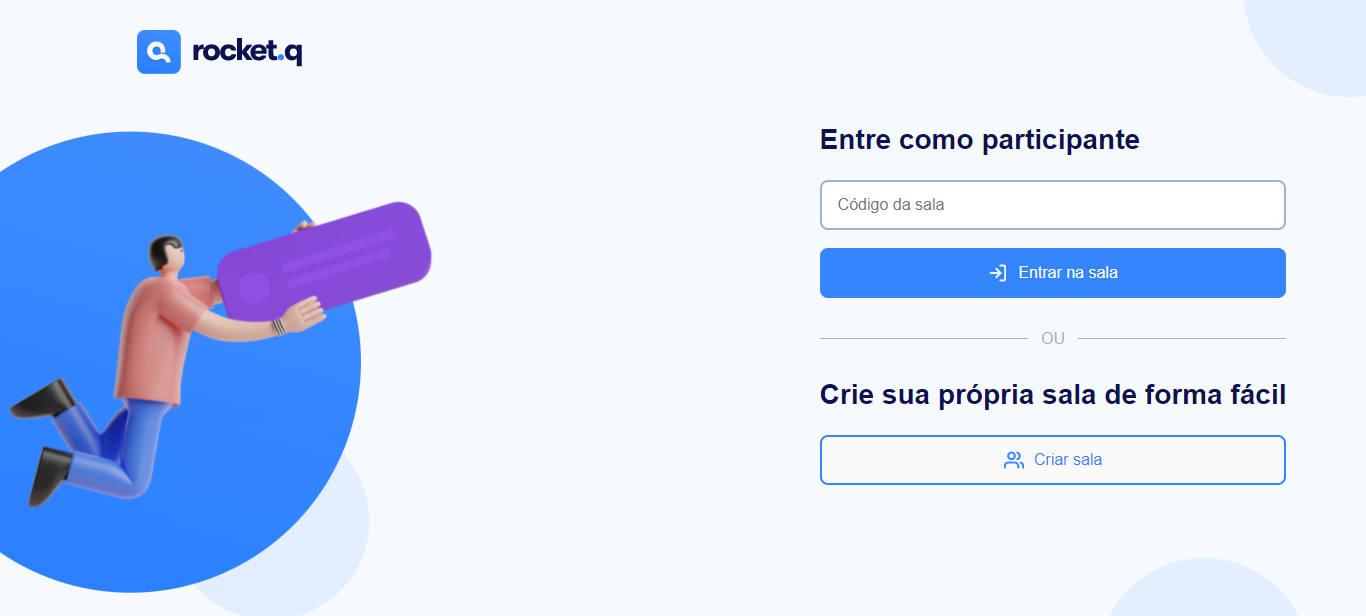 rocket.q
Entre como participante
Código da sala
Entrar na sala
OU
Crie sua própria sala de forma fácil
Criar sala